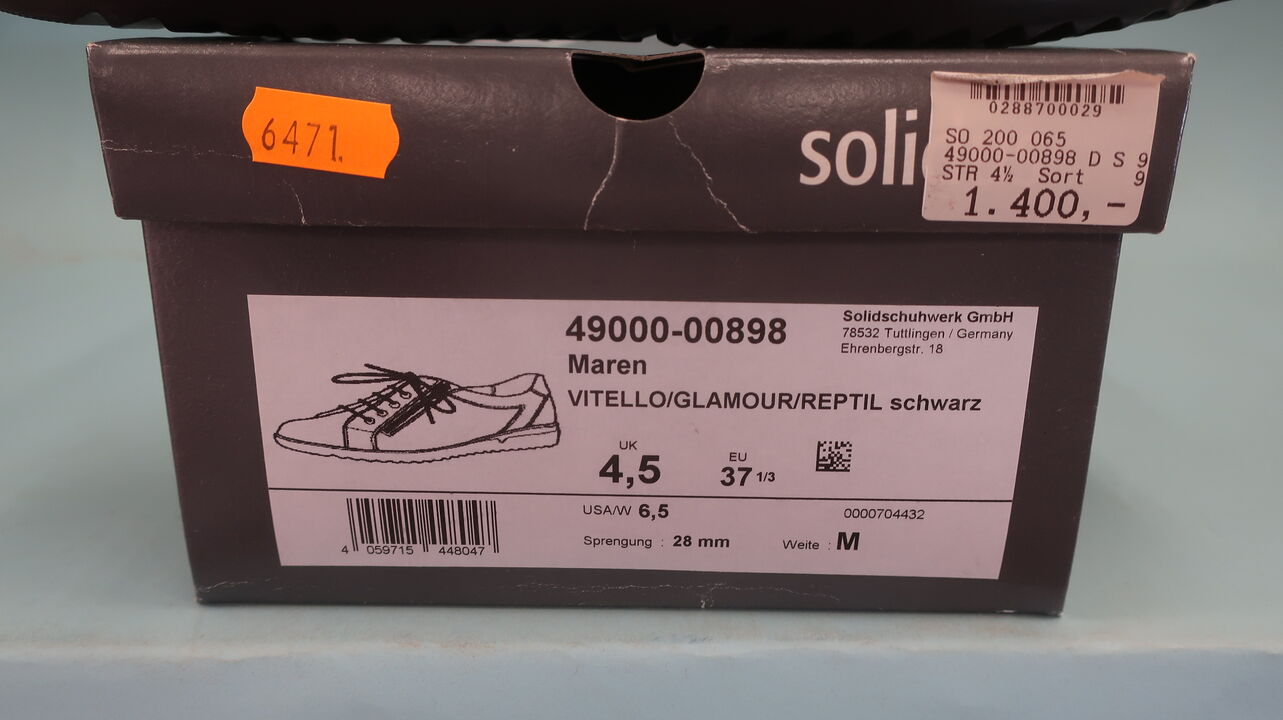 6471.
soli
0288700029
SO 200 065
49000-00898 D S 9
STR 4½ Sort 9
1.400,-
49000-00898
Maren
VITELLO/GLAMOUR/REPTIL schwarz
Solidschuhwerk GmbH
78532 Tuttlingen / Germany
Ehrenbergstr. 18
UK
4,5
EU
37 1/3
USA/W 6,5
0000704432
Sprengung : 28 mm
Weite : M
4 059715 448047